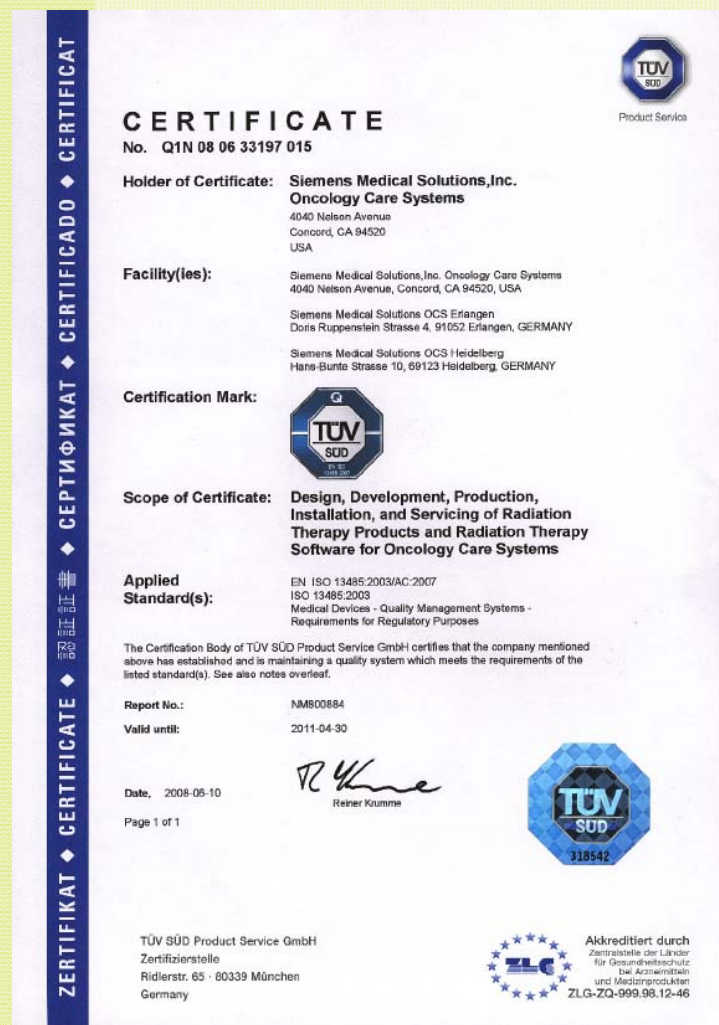 ZERTIFIKAT ◆ CERTIFICATE ◆ 認証証書 ◆ СЕРТИФИКАТ ◆ CERTIFICADO ◆ CERTIFICAT
TÜV
SÜD
Product Service
CERTIFICATE
No. Q1N 08 06 33197 015
Holder of Certificate: Siemens Medical Solutions,Inc.
Oncology Care Systems
4040 Nelson Avenue
Concord, CA 94520
USA
Facility(ies): Siemens Medical Solutions,Inc. Oncology Care Systems
4040 Nelson Avenue, Concord, CA 94520, USA
Siemens Medical Solutions OCS Erlangen
Doris Ruppenstein Strasse 4, 91052 Erlangen, GERMANY
Siemens Medical Solutions OCS Heidelberg
Hans-Bunte Strasse 10, 69123 Heidelberg, GERMANY
Certification Mark:
Q
TÜV
SÜD
EN ISO
13485:2007
Scope of Certificate: Design, Development, Production,
Installation, and Servicing of Radiation
Therapy Products and Radiation Therapy
Software for Oncology Care Systems
Applied
Standard(s):
EN ISO 13485:2003/AC:2007
ISO 13485:2003
Medical Devices - Quality Management Systems -
Requirements for Regulatory Purposes
The Certification Body of TÜV SÜD Product Service GmbH certifies that the company mentioned
above has established and is maintaining a quality system which meets the requirements of the
listed standard(s). See also notes overleaf.
Report No.: NM800884
Valid until: 2011-04-30
Date, 2008-06-10
Reiner Krumme
Page 1 of 1
TÜV
SÜD
318542
TÜV SÜD Product Service GmbH
Zertifizierstelle
Ridlerstr. 65 · 80339 München
Germany
ZLG
Akkreditiert durch
Zentralstelle der Länder
für Gesundheitsschutz
bei Arzneimitteln
und Medizinprodukten
ZLG-ZQ-999.98.12-46